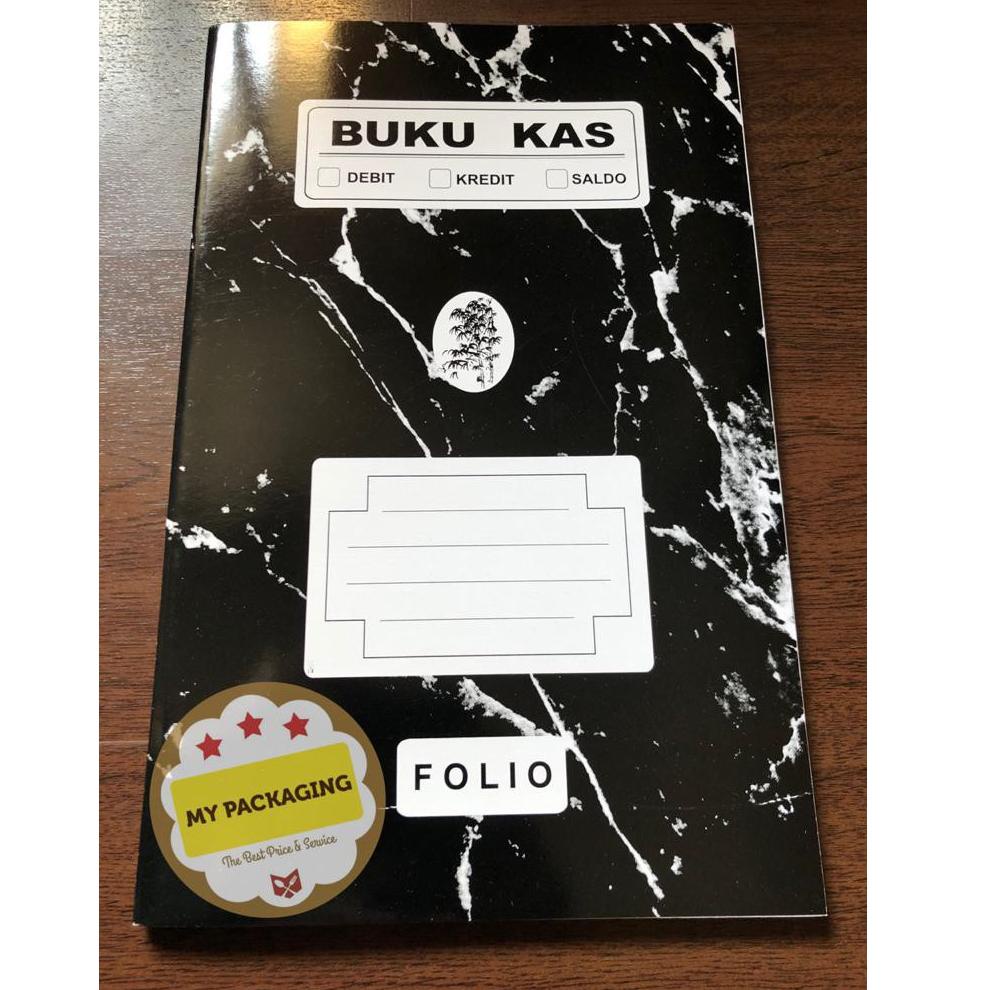 BUKU KAS
DEBIT KREDIT SALDO
FOLIO
MY PACKAGING
The Best Price & Service